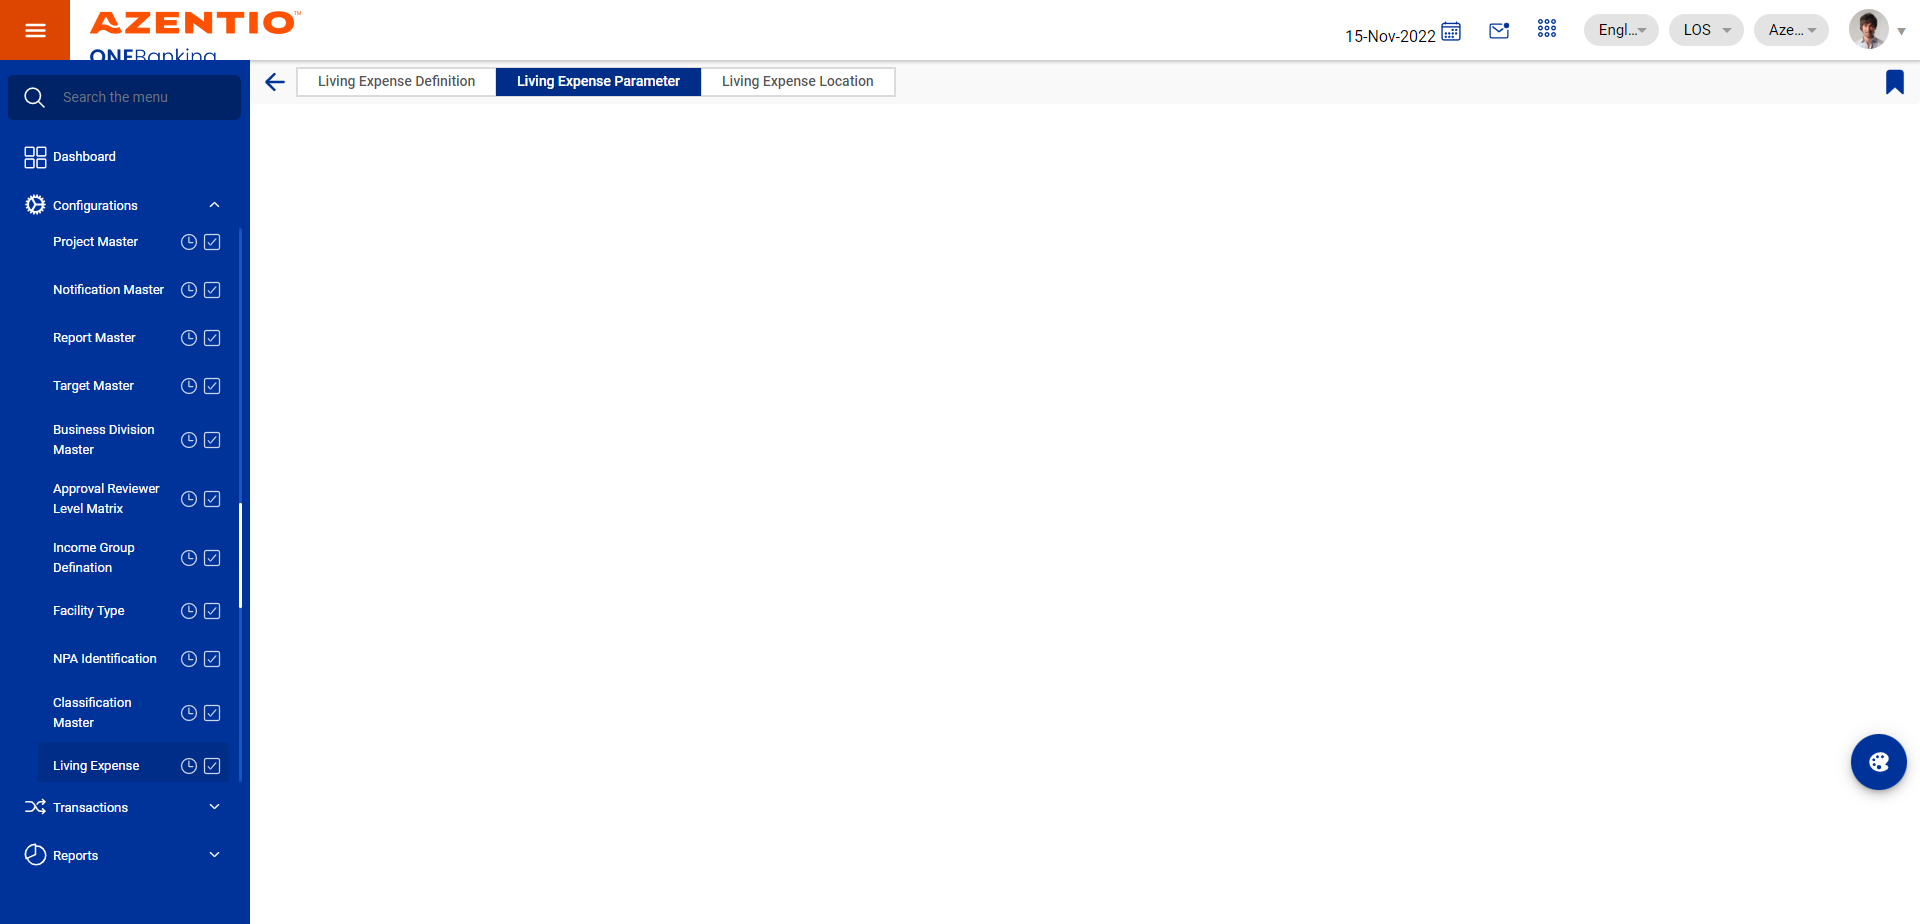 AZENTIO™
ONEBanking
15-Nov-2022
Engl...
LOS
Aze...
Search the menu
Living Expense Definition
Living Expense Parameter
Living Expense Location
Dashboard
Configurations
Project Master
Notification Master
Report Master
Target Master
Business Division
Master
Approval Reviewer
Level Matrix
Income Group
Defination
Facility Type
NPA Identification
Classification
Master
Living Expense
Transactions
Reports